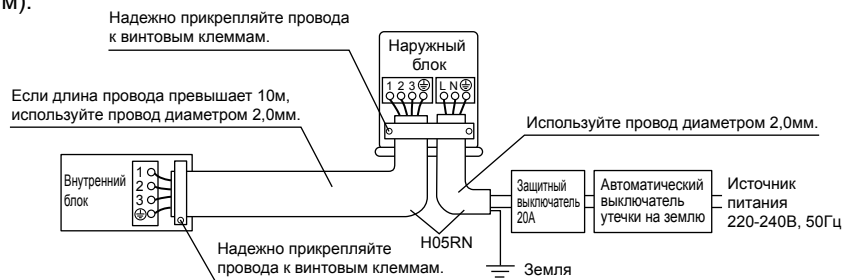 м).
Надежно прикрепляйте провода
к винтовым клеммам.
Наружный
блок
1 2 3
L N
Если длина провода превышает 10м,
используйте провод диаметром 2,0мм.
Используйте провод диаметром 2,0мм.
Внутренний
блок
1
2
3
Защитный
выключатель
20А
Автоматический
выключатель
утечки на землю
Источник
питания
220-240В, 50Гц
H05RN
Надежно прикрепляйте
провода к винтовым клеммам.
Земля